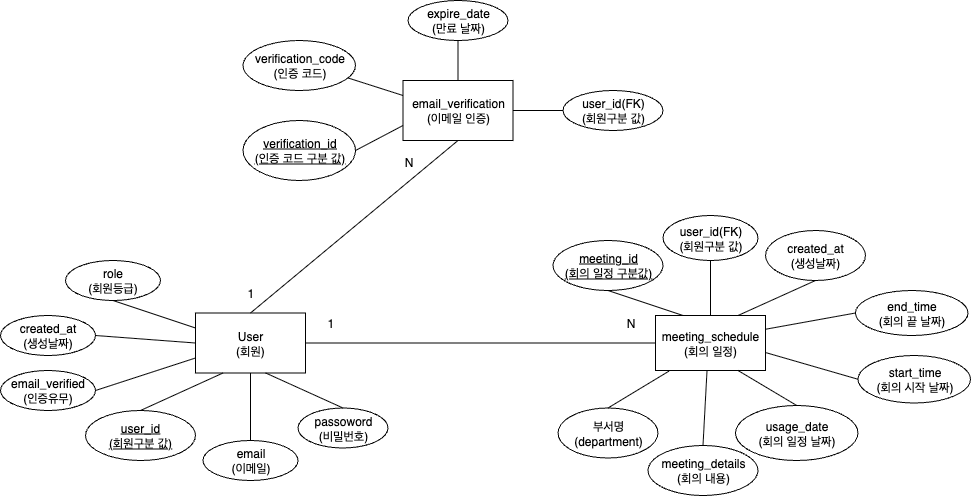 expire_date
(만료 날짜)
verification_code
(인증 코드)
email_verification
(이메일 인증)
user_id(FK)
(회원구분 값)
verification_id
(인증 코드 구분 값)
N
user_id(FK)
(회원구분 값)
meeting_id
(회의 일정 구분값)
created_at
(생성날짜)
role
(회원등급)
1
end_time
(회의 끝 날짜)
created_at
(생성날짜)
User
(회원)
1
N
meeting_schedule
(회의 일정)
email_verified
(인증유무)
start_time
(회의 시작 날짜)
user_id
(회원구분 값)
passoword
(비밀번호)
email
(이메일)
부서명
(department)
usage_date
(회의 일정 날짜)
meeting_details
(회의 내용)